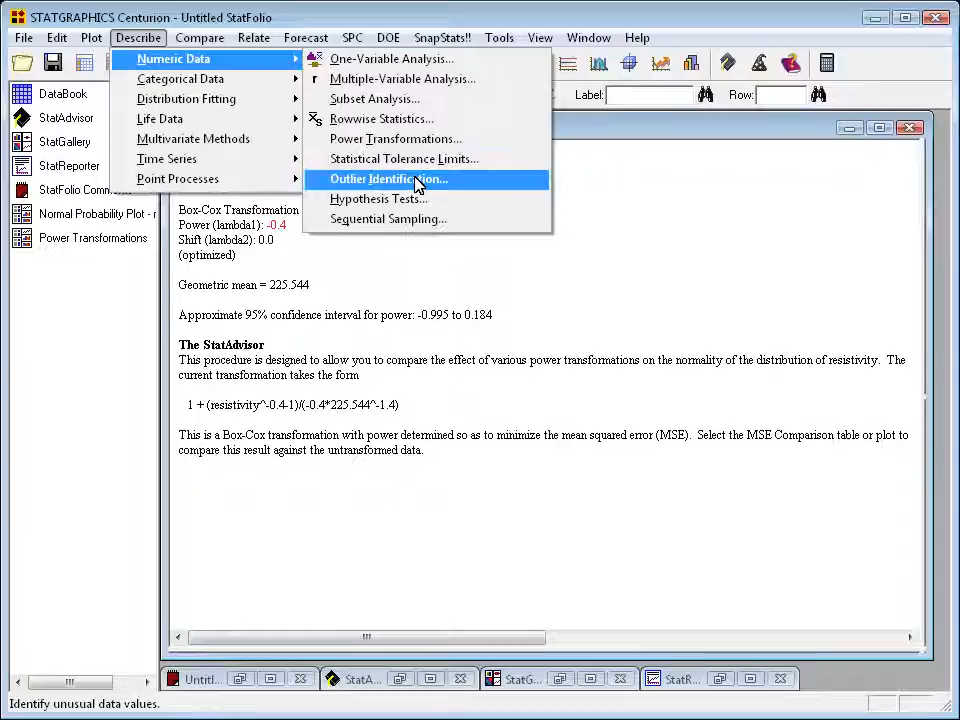 STATGRAPHICS Centurion - Untitled StatFolio
File Edit Plot Describe Compare Relate Forecast SPC DOE SnapStats!! Tools View Window Help
Label: Row:
Numeric Data
Categorical Data
Distribution Fitting
Life Data
Multivariate Methods
Time Series
Point Processes
One-Variable Analysis...
Multiple-Variable Analysis...
Subset Analysis...
Rowwise Statistics...
Power Transformations...
Statistical Tolerance Limits...
Outlier Identification...
Hypothesis Tests...
Sequential Sampling...
DataBook
StatAdvisor
StatGallery
StatReporter
StatFolio
Normal Probability Plot - r
Power Transformations
Box-Cox Transformation
Power (lambda1): -0.4
Shift (lambda2): 0.0
(optimized)
Geometric mean = 225.544
Approximate 95% confidence interval for power: -0.995 to 0.184
The StatAdvisor
This procedure is designed to allow you to compare the effect of various power transformations on the normality of the distribution of resistivity. The
current transformation takes the form
1 + (resistivity^-0.4-1)/(-0.4*225.544^-1.4)
This is a Box-Cox transformation with power determined so as to minimize the mean squared error (MSE). Select the MSE Comparison table or plot to
compare this result against the untransformed data.
Untitl... StatA... StatG... StatR...
Identify unusual data values.